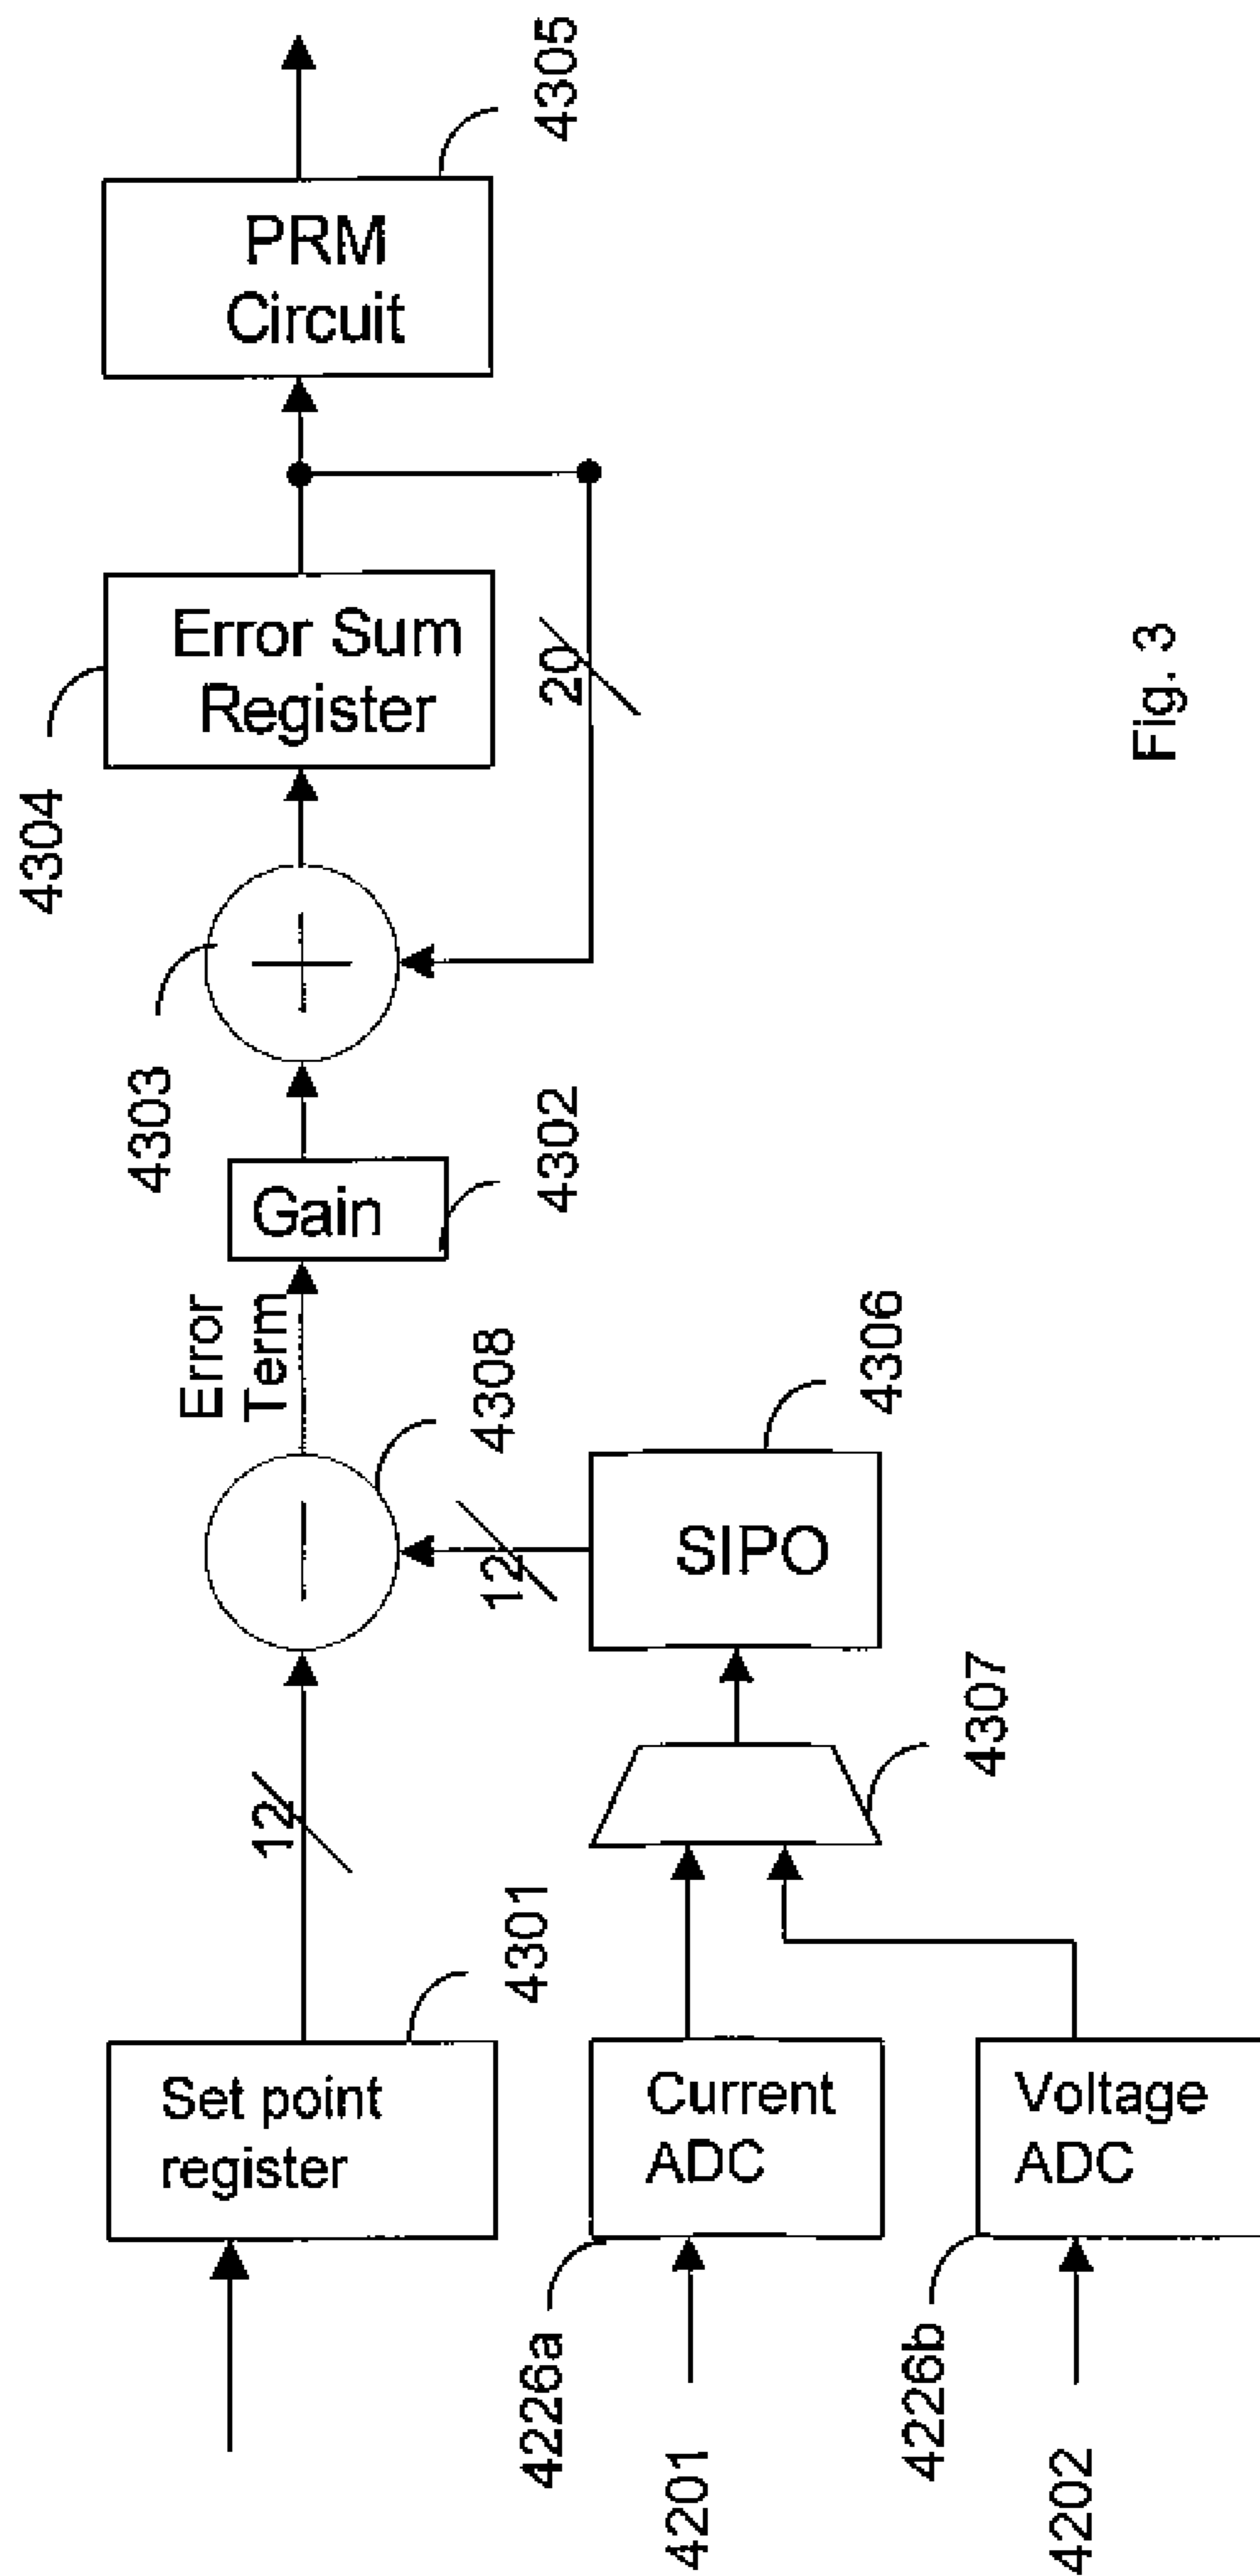 4304
4303
Error Sum
Register
PRM
Circuit
4305
20
Error
Term
Gain
4302
4308
12
12
SIPO
4306
Set point
register
4301
4307
Current
ADC
4226a
4201
Voltage
ADC
4226b
4202
Fig. 3